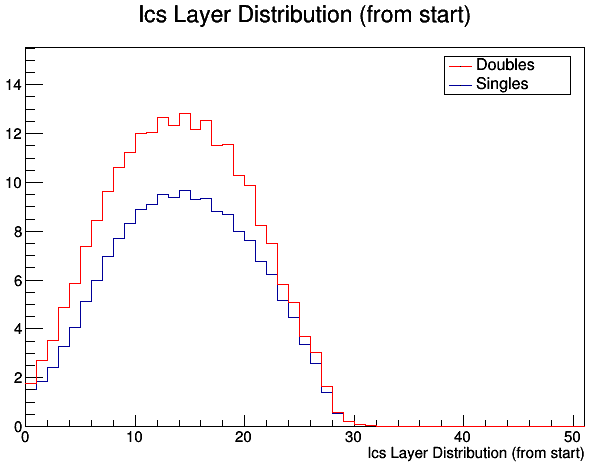 Ics Layer Distribution (from start)
Doubles
Singles
14
12
10
8
6
4
2
0
0 10 20 30 40 50
Ics Layer Distribution (from start)